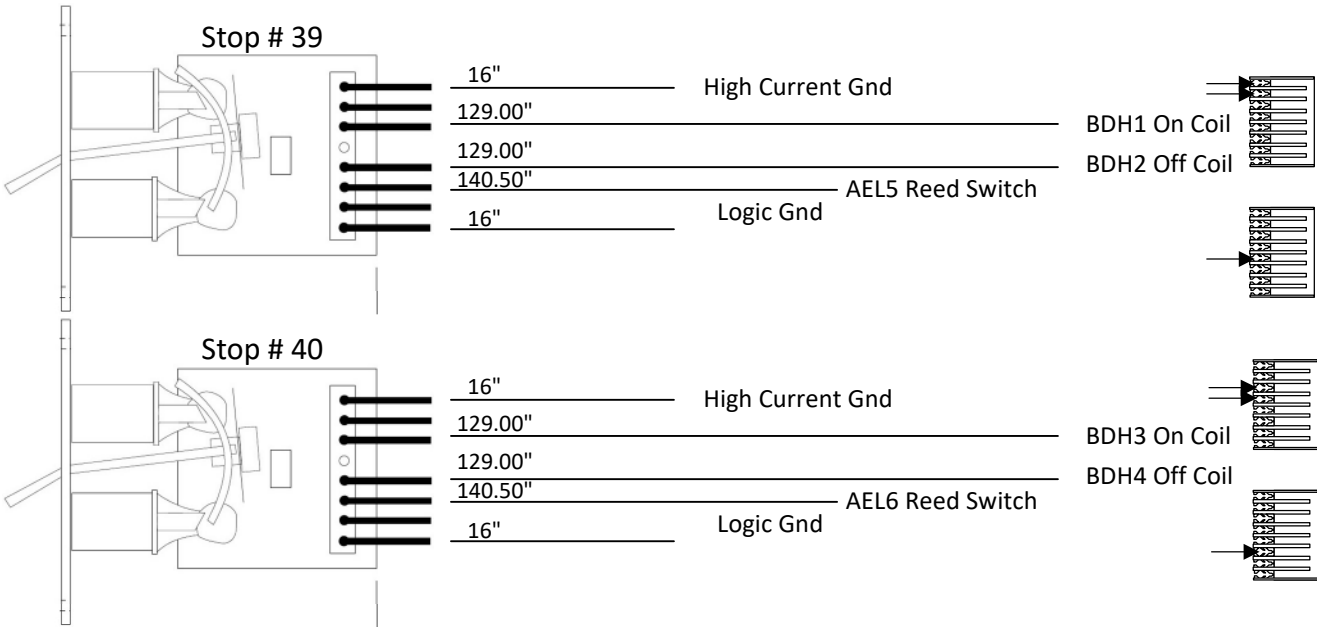 Stop # 39
16"
High Current Gnd
129.00"
BDH1 On Coil
129.00"
BDH2 Off Coil
140.50"
AEL5 Reed Switch
Logic Gnd
16"
Stop # 40
16"
High Current Gnd
129.00"
BDH3 On Coil
129.00"
BDH4 Off Coil
140.50"
AEL6 Reed Switch
Logic Gnd
16"